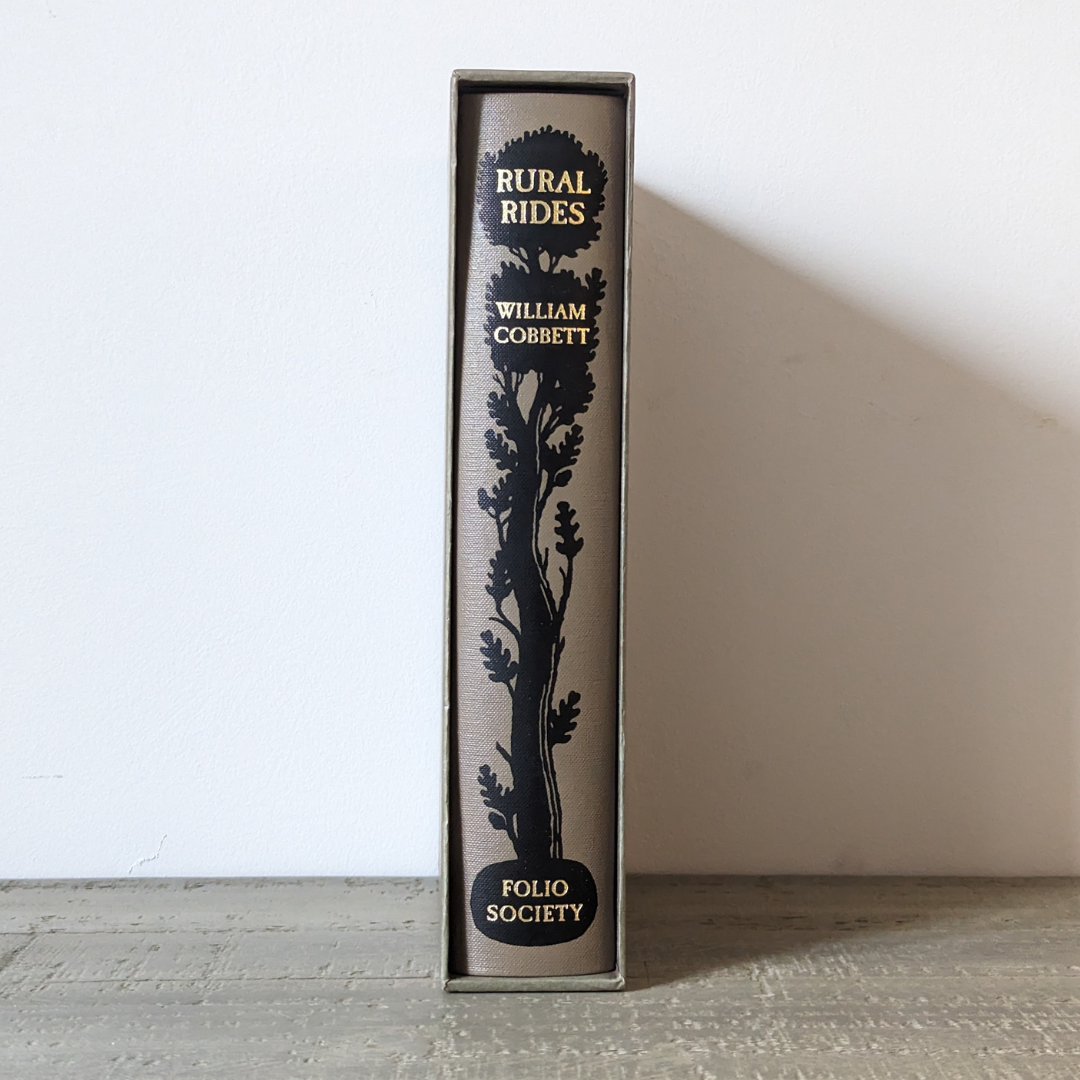 RURAL
RIDES
WILLIAM
COBBETT
FOLIO
SOCIETY